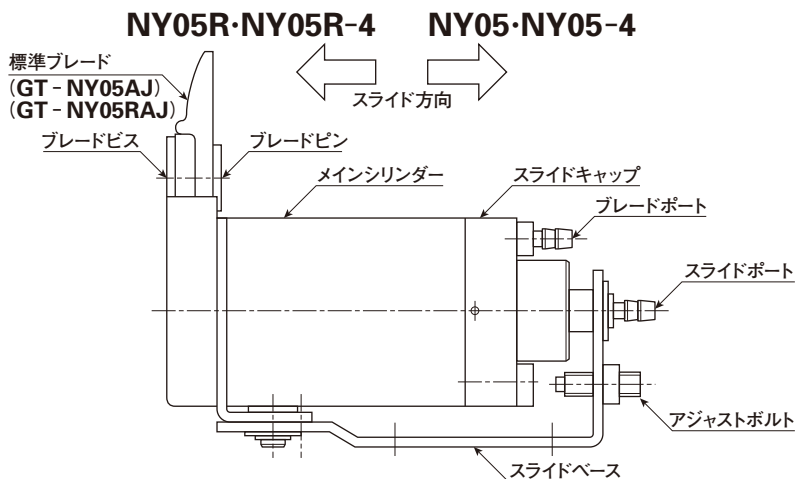 NY05R･NY05R-4 NY05･NY05-4
標準ブレード
(GT-NY05AJ)
(GT-NY05RAJ)
スライド方向
ブレードビス
ブレードピン
メインシリンダー
スライドキャップ
ブレードポート
スライドポート
アジャストボルト
スライドベース